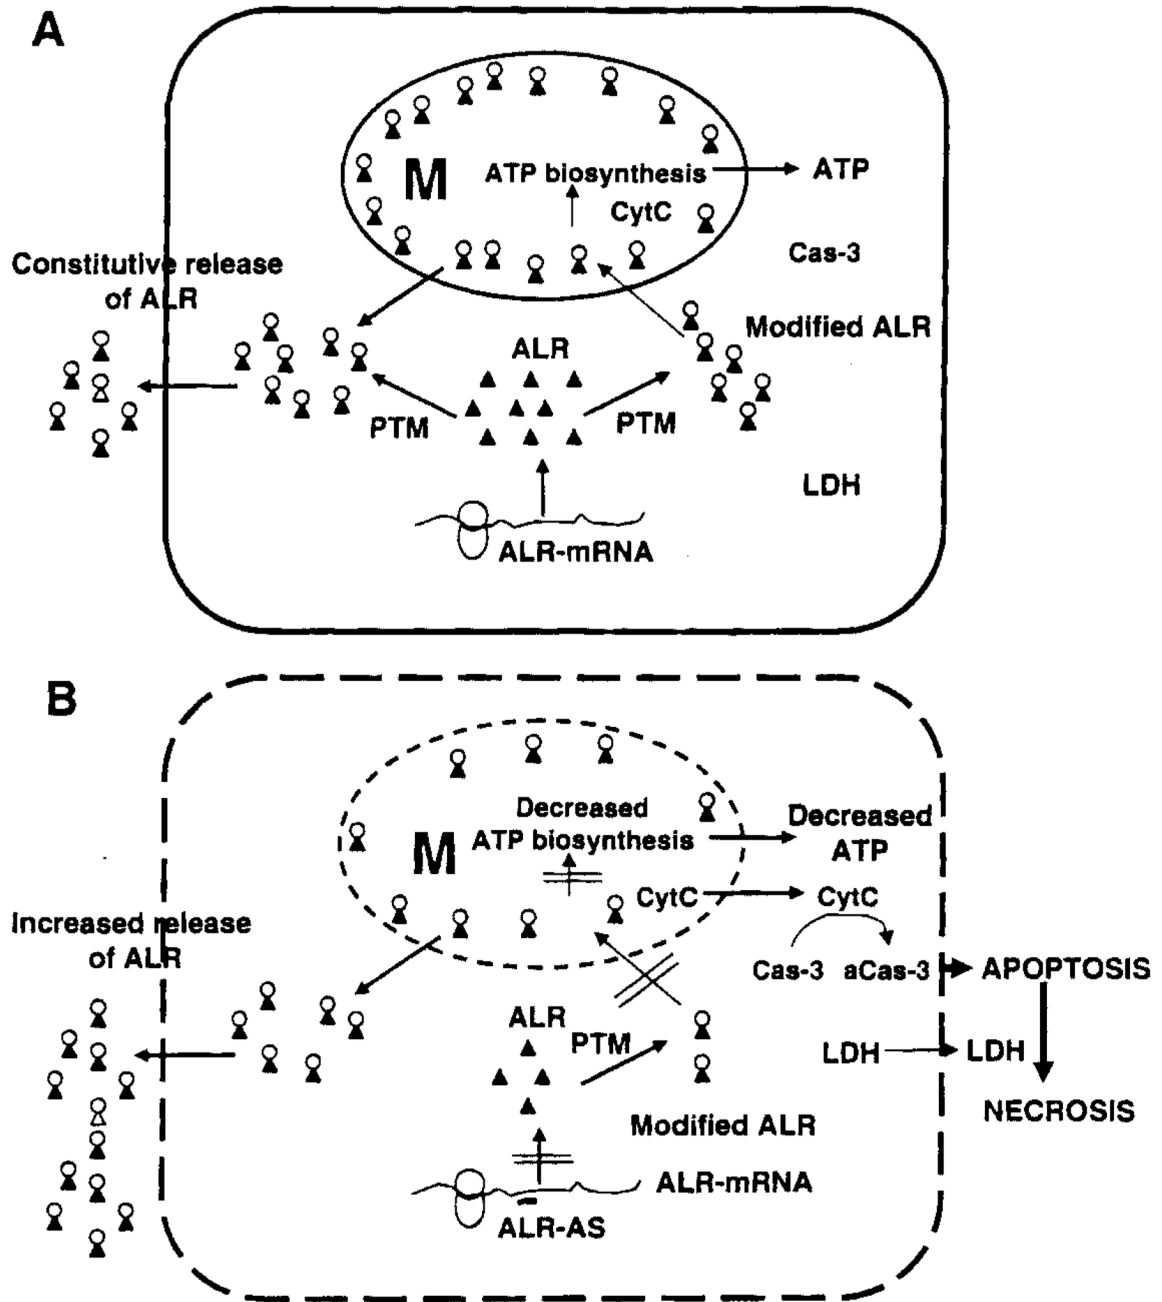 A
M
ATP biosynthesis
ATP
CytC
Cas-3
Constitutive release
of ALR
Modified ALR
ALR
PTM
PTM
LDH
ALR-mRNA
B
Decreased
ATP biosynthesis
M
Decreased
ATP
CytC
CytC
Increased release
of ALR
Cas-3
aCas-3
APOPTOSIS
ALR
PTM
LDH
LDH
NECROSIS
Modified ALR
ALR-mRNA
ALR-AS